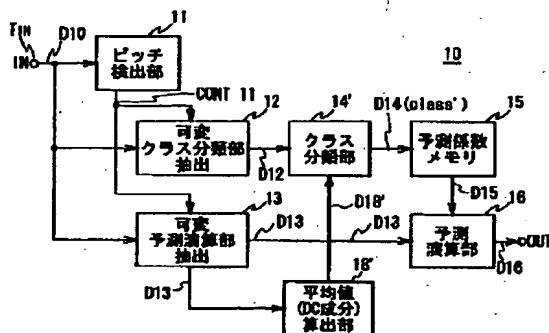 TIN
IN
D10
11
ピッチ
検出部
10
CONT 11
12
可変
クラス分類部
抽出
D12
14'
クラス
分類部
D14(class')
15
予測係数
メモリ
D15
13
可変
予測演算部
抽出
D13
D13
D18'
16
予測
演算部
OUT
D16
D13
18'
平均値
(DC成分)
算出部